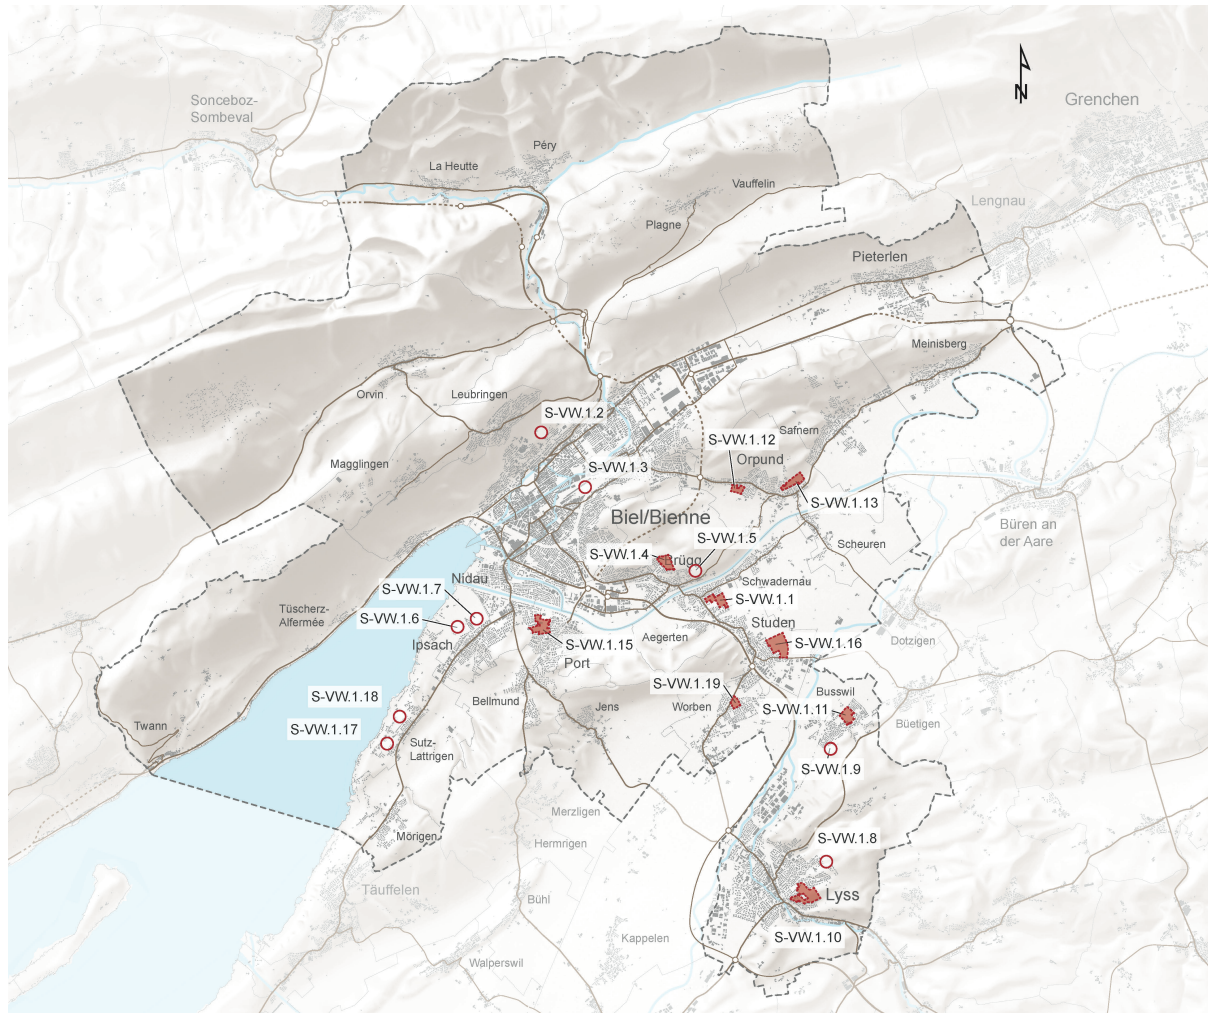 Grenchen
Sonceboz-
Sombeval
N
Péry
La Heutte
Vauffelin
Lengnau
Plagne
Pieterlen
Meinisberg
Orvin
Leubringen
S-VW.1.2
Safnern
S-VW.1.12
Orpund
Magglingen
S-VW.1.3
S-VW.1.13
Biel/Bienne
Büren an
der Aare
S-VW.1.5
Scheuren
S-VW.1.4
Brügg
Nidau
Schwadernau
S-VW.1.7
S-VW.1.1
Tüscherz-
Alfermée
S-VW.1.6
Studen
Aegerten
Dotzigen
Ipsach
S-VW.1.15
S-VW.1.16
Port
S-VW.1.19
Busswil
S-VW.1.18
Bellmund
Jens
Worben
S-VW.1.11
Büetigen
Twann
S-VW.1.17
Sutz-
Lattrigen
S-VW.1.9
Merzligen
Mörigen
Hermrigen
S-VW.1.8
Täuffelen
Lyss
Bühl
Kappelen
S-VW.1.10
Walperswil